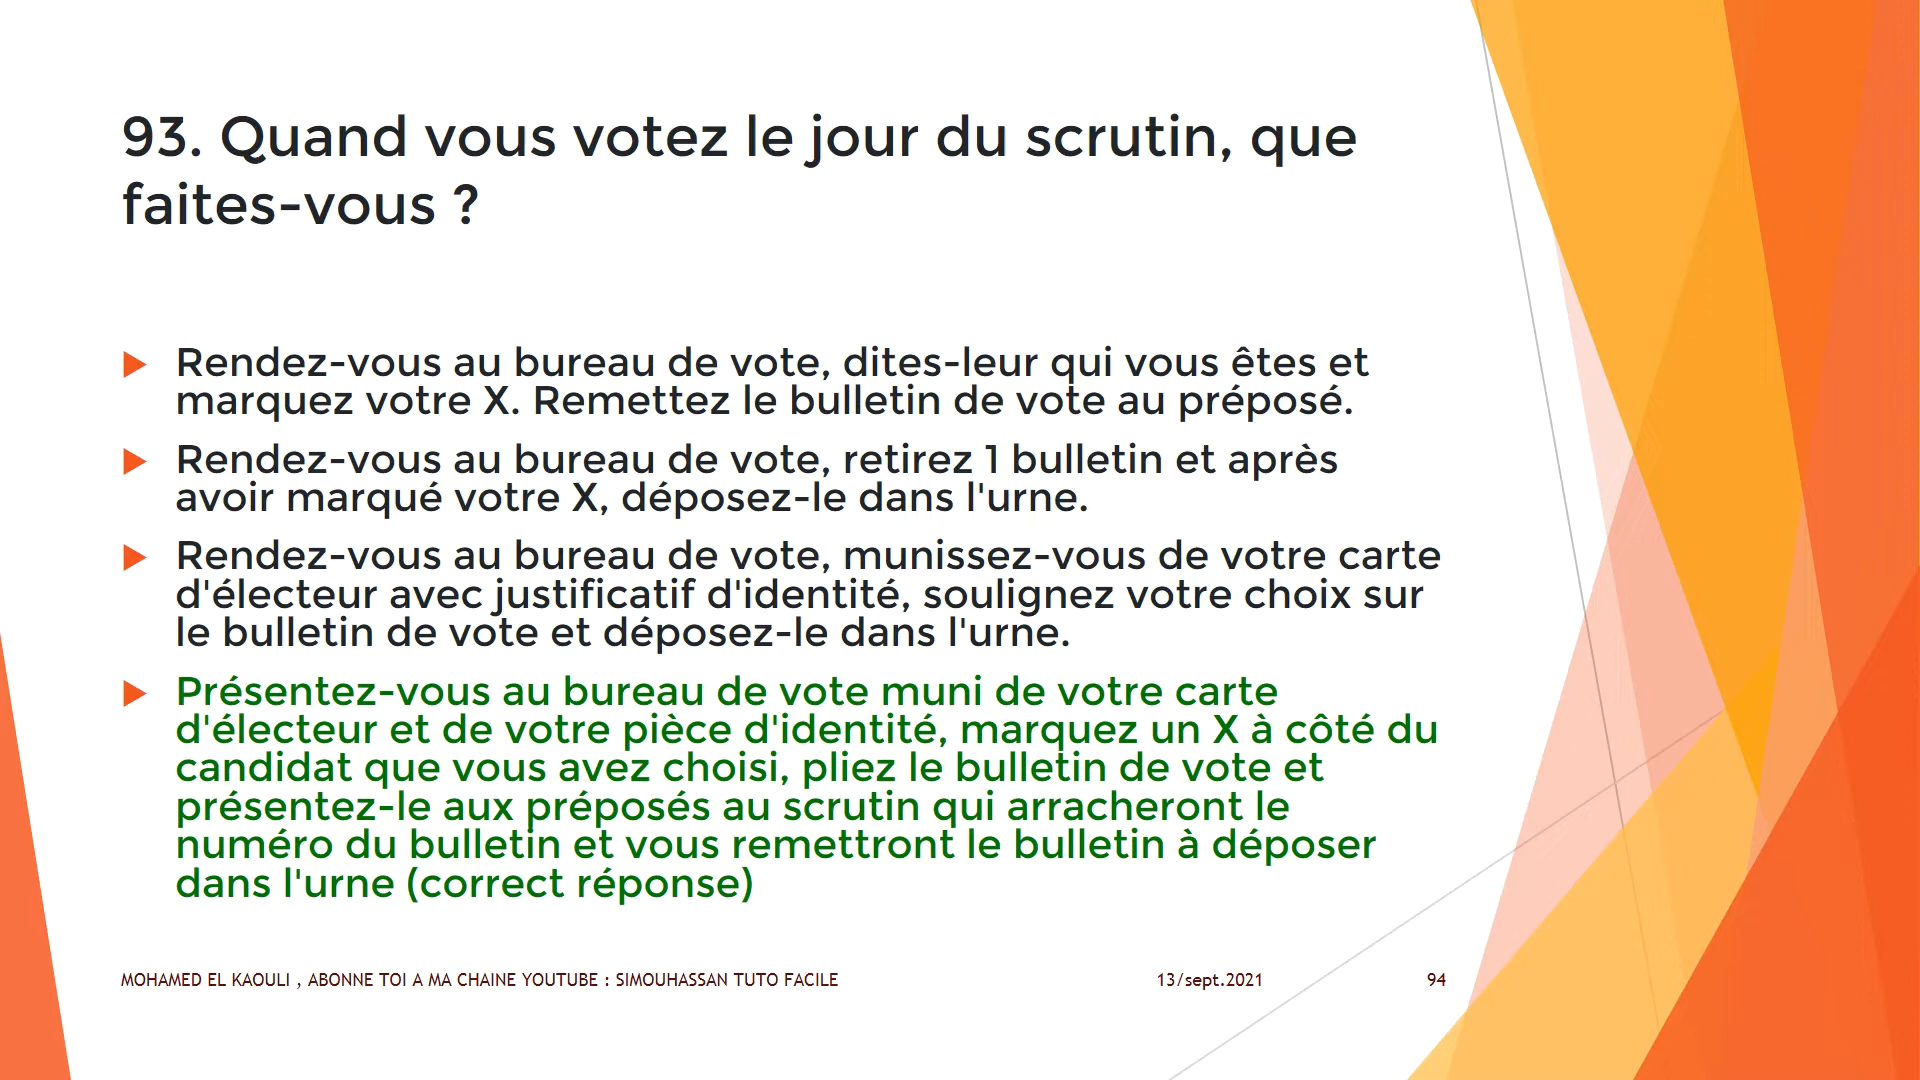 93. Quand vous votez le jour du scrutin, que
faites-vous ?
Rendez-vous au bureau de vote, dites-leur qui vous êtes et
marquez votre X. Remettez le bulletin de vote au préposé.
Rendez-vous au bureau de vote, retirez 1 bulletin et après
avoir marqué votre X, déposez-le dans l'urne.
Rendez-vous au bureau de vote, munissez-vous de votre carte
d'électeur avec justificatif d'identité, soulignez votre choix sur
le bulletin de vote et déposez-le dans l'urne.
Présentez-vous au bureau de vote muni de votre carte
d'électeur et de votre pièce d'identité, marquez un X à côté du
candidat que vous avez choisi, pliez le bulletin de vote et
présentez-le aux préposés au scrutin qui arracheront le
numéro du bulletin et vous remettront le bulletin à déposer
dans l'urne (correct réponse)
MOHAMED EL KAOULI , ABONNE TOI A MA CHAINE YOUTUBE : SIMOUHASSAN TUTO FACILE
13/sept.2021
94